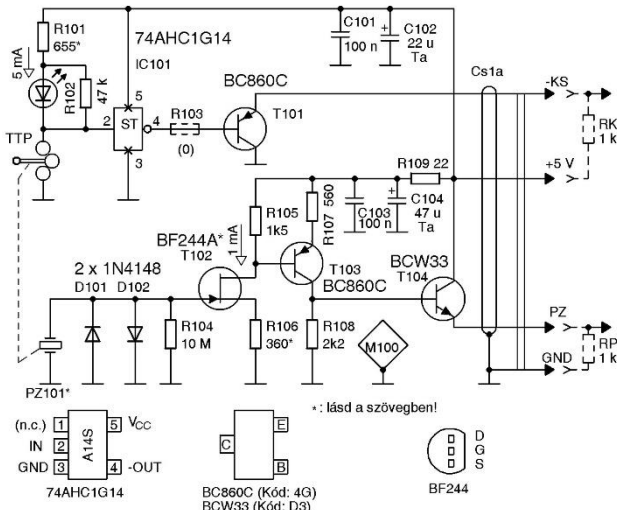 R101
655*
5 mA
R102
47 k
TTP
74AHC1G14
IC101
5
ST
2
4
3
R103
(0)
BC860C
T101
C101
100 n
+
C102
22 u
Ta
Cs1a
-KS
RK
1 k
+5 V
R109 22
R105
1k5
1 mA
R107
560
C103
100 n
+
C104
47 u
Ta
BF244A*
T102
T103
BC860C
BCW33
T104
2 x 1N4148
D101
D102
R104
10 M
R106
360*
R108
2k2
M100
PZ
GND
RP
1 k
PZ101*
*: lásd a szövegben!
(n.c.)
1
5
VCC
IN
2
A14S
GND
3
4
-OUT
74AHC1G14
C
E
B
BC860C (Kód: 4G)
BCW33 (Kód: D3)
D
G
S
BF244